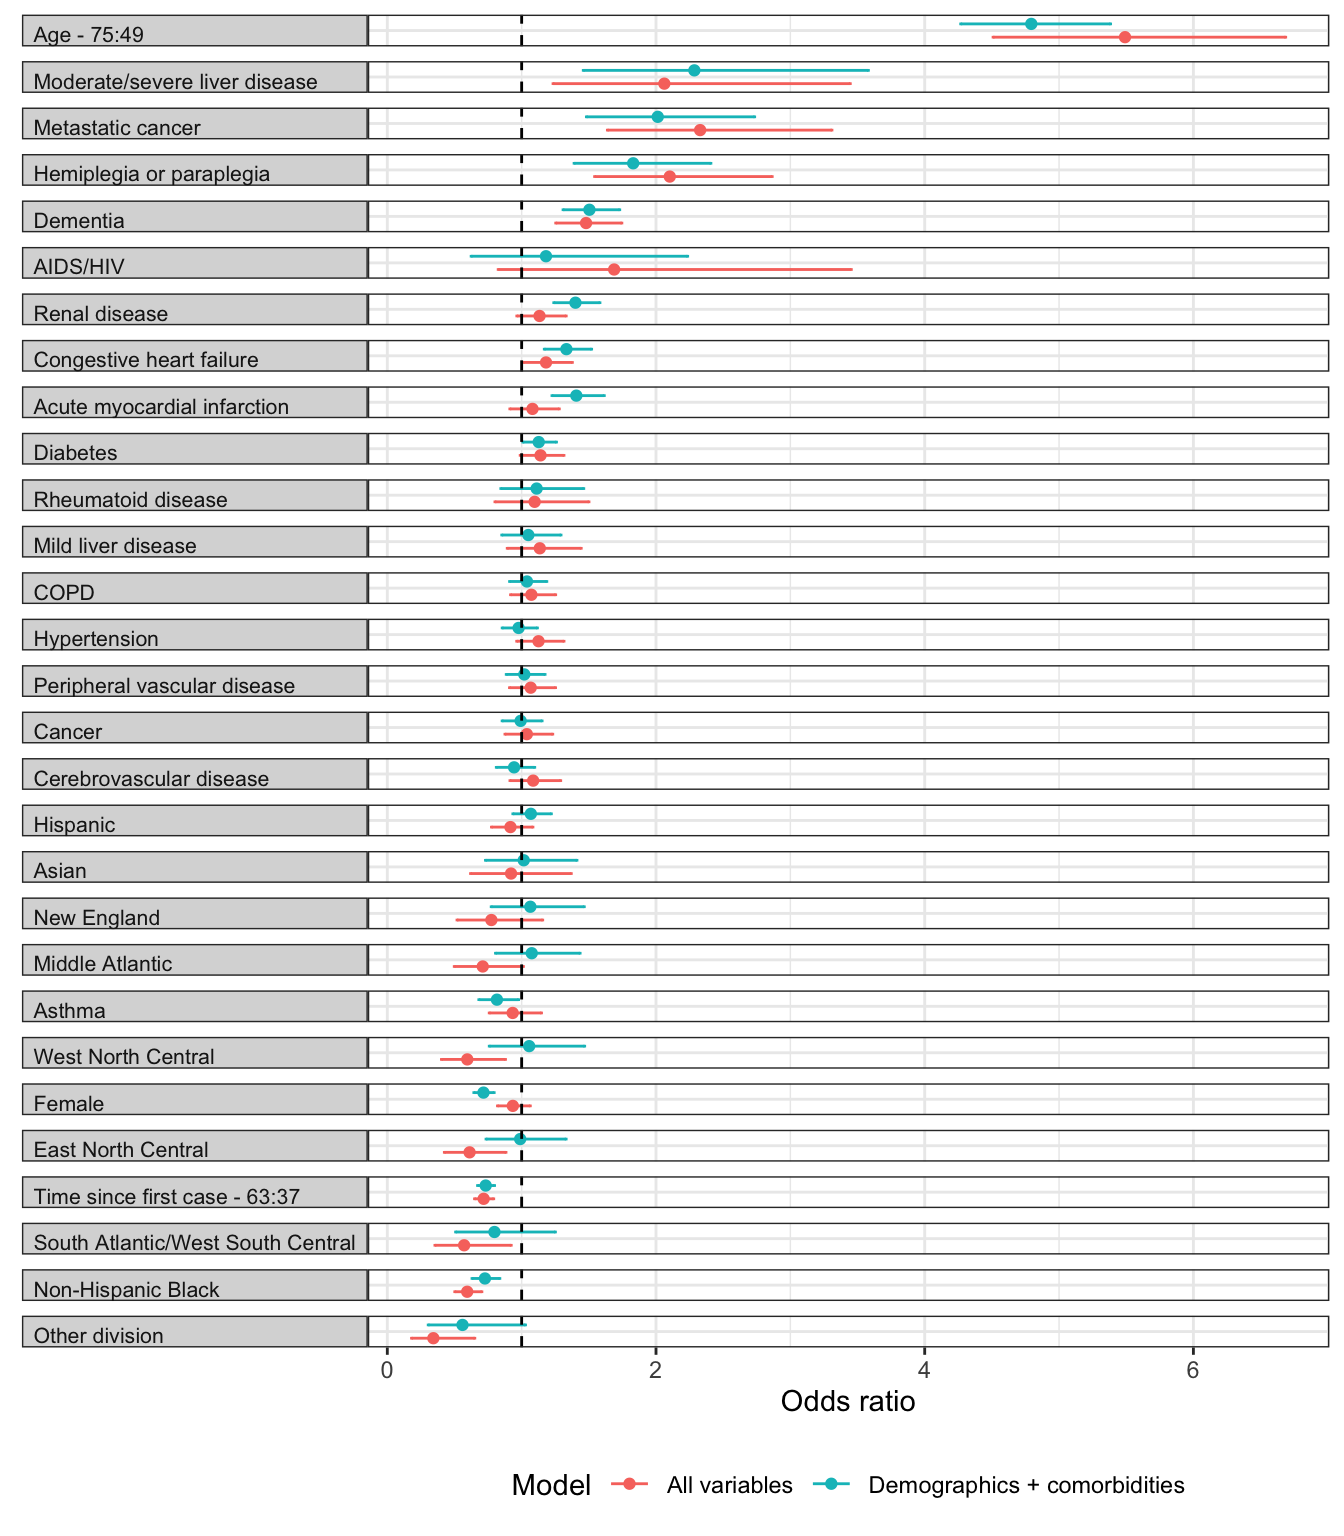 Age - 75:49
Moderate/severe liver disease
Metastatic cancer
Hemiplegia or paraplegia
Dementia
AIDS/HIV
Renal disease
Congestive heart failure
Acute myocardial infarction
Diabetes
Rheumatoid disease
Mild liver disease
COPD
Hypertension
Peripheral vascular disease
Cancer
Cerebrovascular disease
Hispanic
Asian
New England
Middle Atlantic
Asthma
West North Central
Female
East North Central
Time since first case - 63:37
South Atlantic/West South Central
Non-Hispanic Black
Other division
0 2 4 6
Odds ratio
Model All variables Demographics + comorbidities